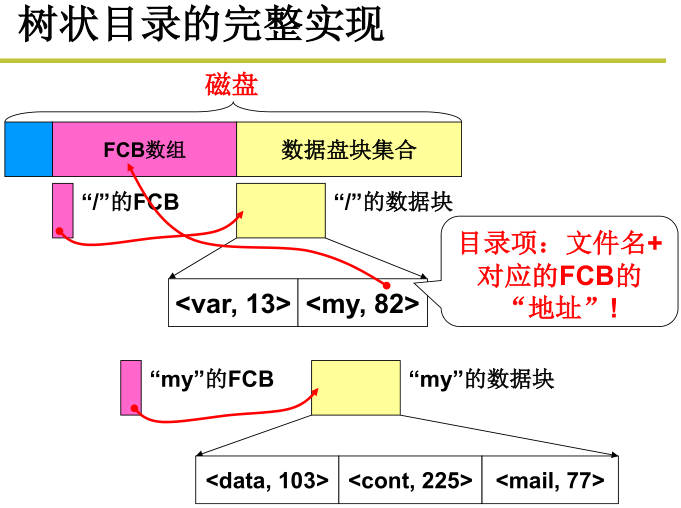 树状目录的完整实现
磁盘
FCB数组
数据盘块集合
“/”的FCB
“/”的数据块
目录项：文件名+
对应的FCB的
“地址”!
<var, 13>
<my, 82>
“my”的FCB
“my”的数据块
<data, 103>
<cont, 225>
<mail, 77>